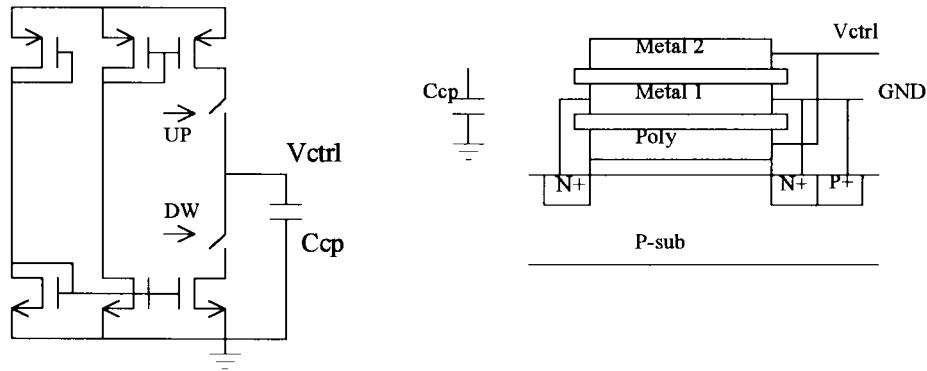 UP
Vctrl
DW
Ccp
Ccp
Metal 2
Vctrl
Metal 1
GND
Poly
N+
N+
P+
P-sub